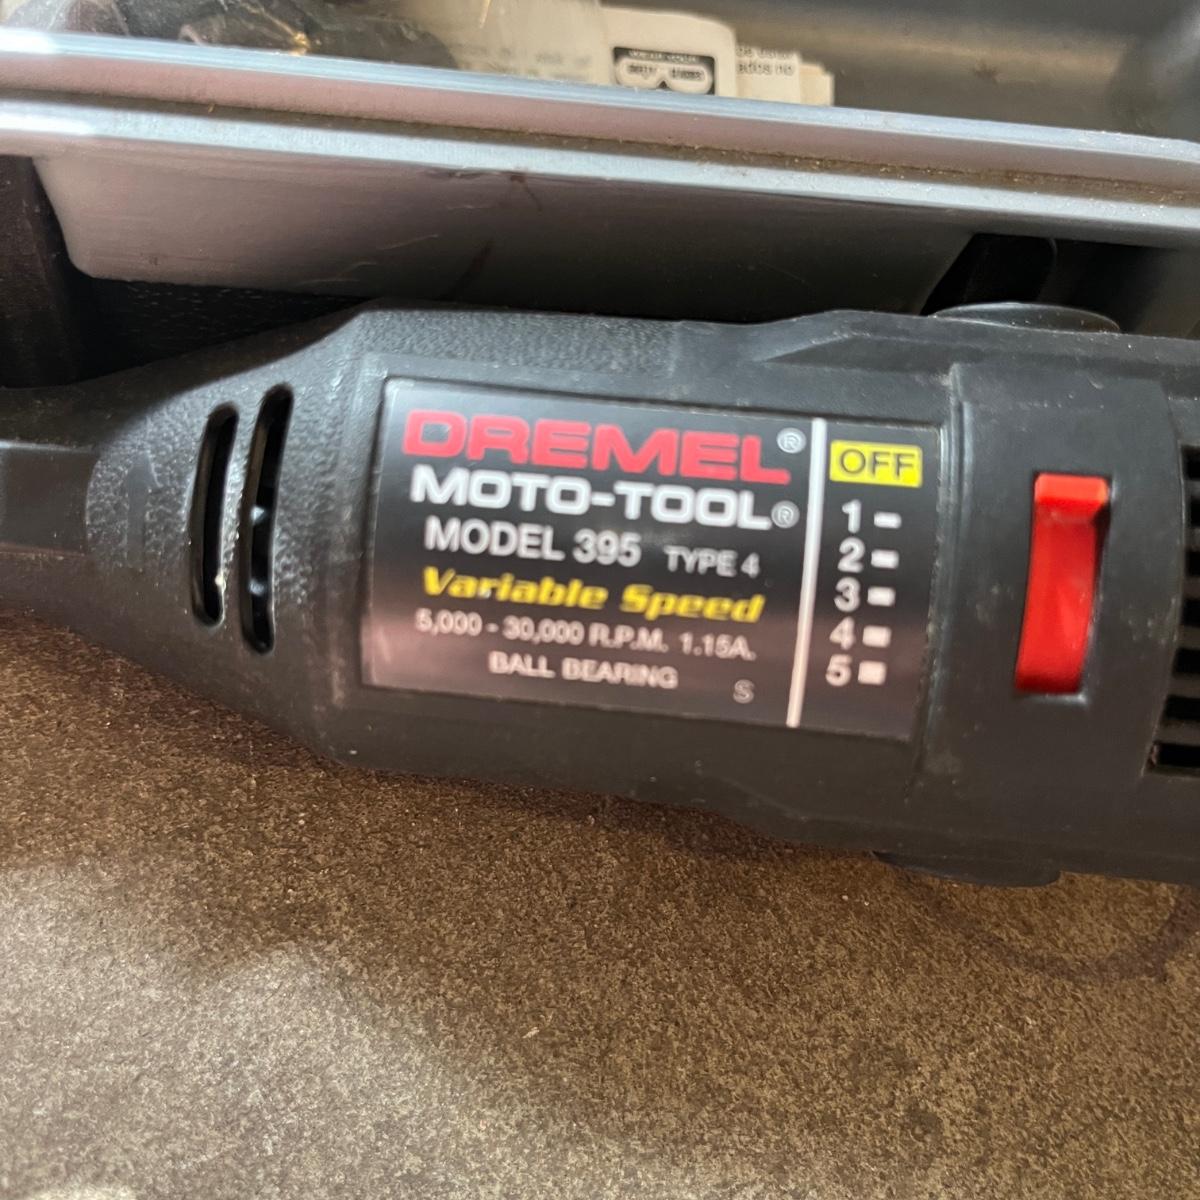 DREMEL®
MOTO-TOOL®
MODEL 395 TYPE 4
Variable Speed
5,000 - 30,000 R.P.M. 1.15A.
BALL BEARING S
OFF
1 -
2 -
3 -
4 -
5 -